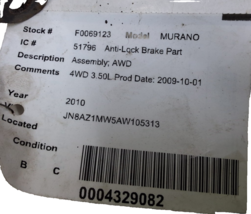 Stock # F0069123 Model MURANO
IC # 51796 Anti-Lock Brake Part
Description Assembly; AWD
Comments 4WD 3.50L.Prod Date: 2009-10-01
Year 2010
Located JN8AZ1MW5AW105313
Condition
B C
0004329082